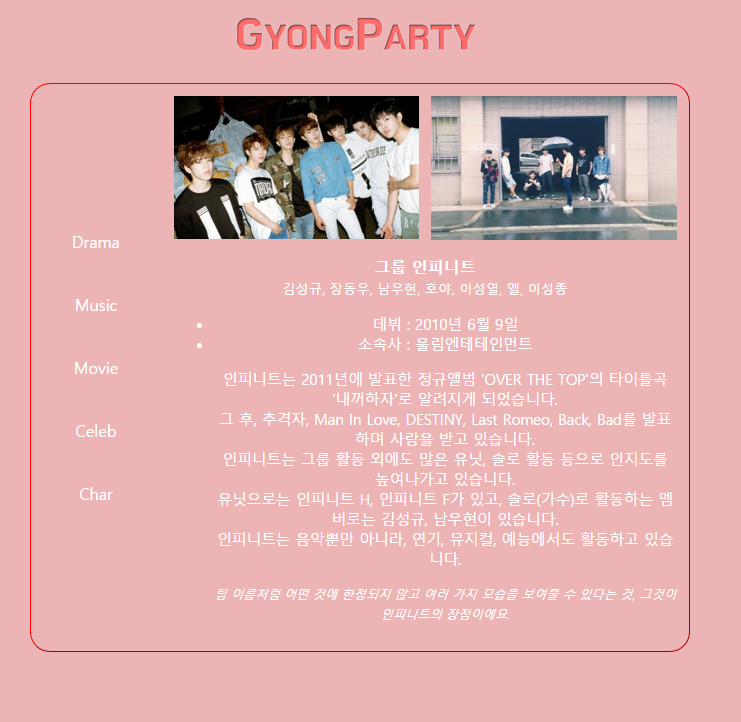 GYONGPARTY
Drama
Music
Movie
Celeb
Char
그룹 인피니트
김성규, 장동우, 남우현, 호야, 이성열, 엘, 이성종
• 데뷔 : 2010년 6월 9일
• 소속사 : 울림엔테테인먼트
인피니트는 2011년에 발표한 정규앨범 'OVER THE TOP'의 타이틀곡
'내꺼하자'로 알려지게 되었습니다.
그 후, 추격자, Man In Love, DESTINY, Last Romeo, Back, Bad를 발표
하며 사랑을 받고 있습니다.
인피니트는 그룹 활동 외에도 많은 유닛, 솔로 활동 등으로 인지도를
높여나가고 있습니다.
유닛으로는 인피니트 H, 인피니트 F가 있고, 솔로(가수)로 활동하는 멤
버로는 김성규, 남우현이 있습니다.
인피니트는 음악뿐만 아니라, 연기, 뮤지컬, 예능에서도 활동하고 있습
니다.
팀 이름처럼 어떤 것에 한정되지 않고 여러 가지 모습을 보여줄 수 있다는 것, 그것이
인피니트의 장점이에요.